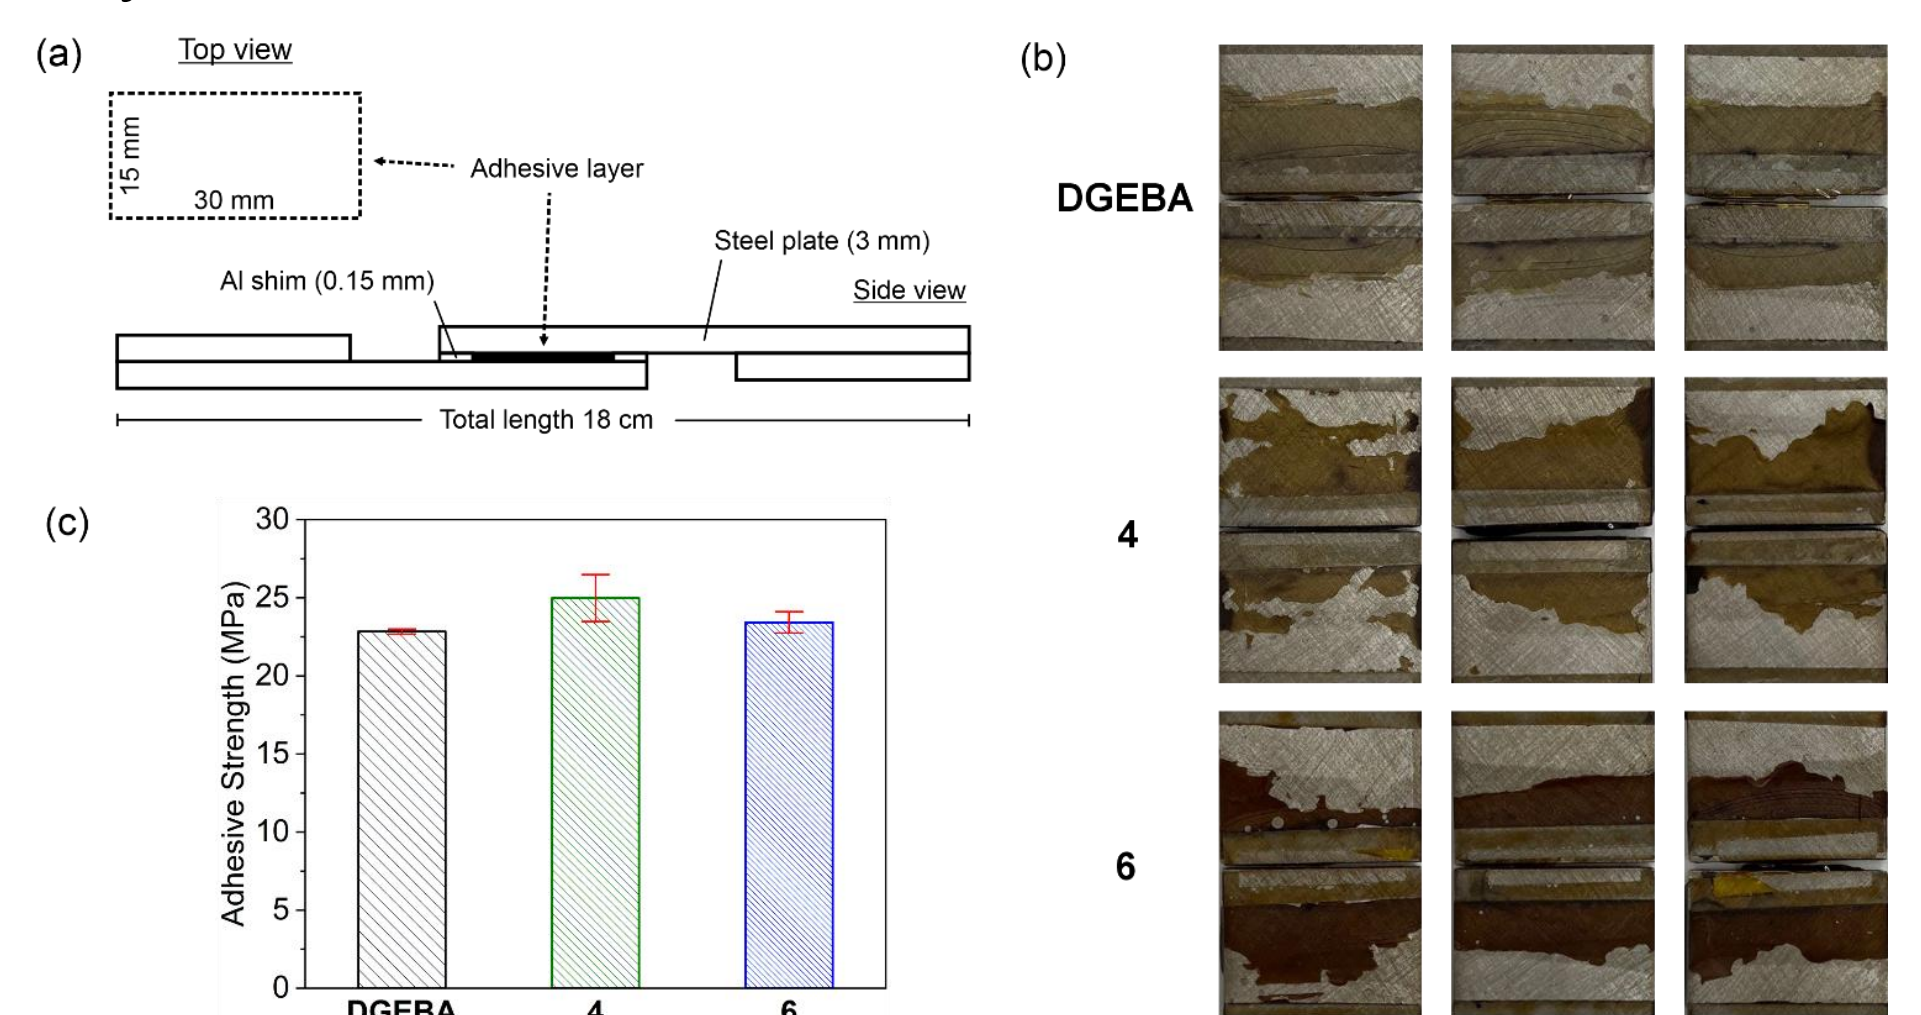 (a)
Top view
15 mm
30 mm
Adhesive layer
Steel plate (3 mm)
Al shim (0.15 mm)
Side view
Total length 18 cm
(b)
DGEBA
4
6
(c)
Adhesive Strength (MPa)
30
25
20
15
10
5
0
DGEBA
4
6